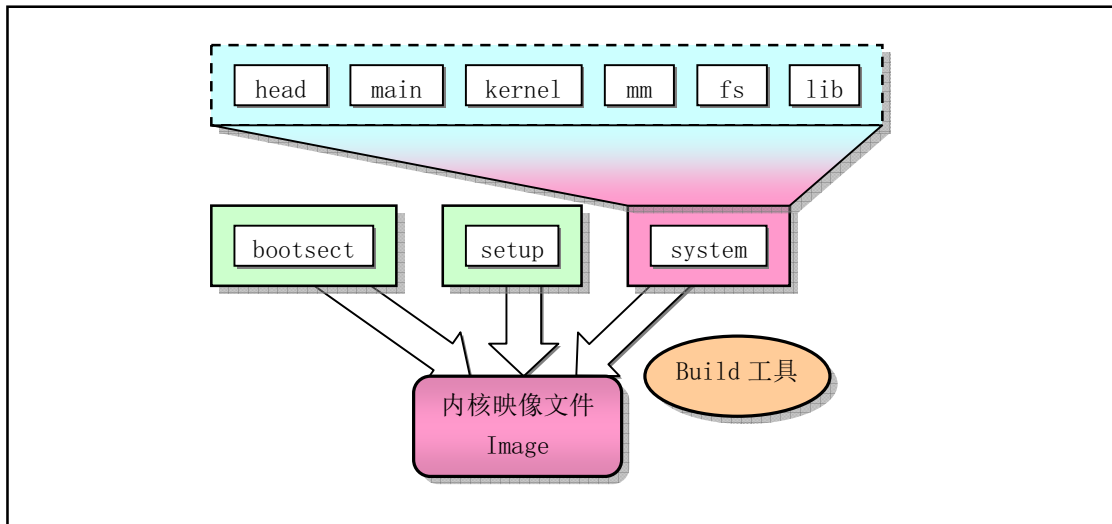 head main kernel mm fs lib
bootsect setup system
Build 工具
内核映像文件
Image